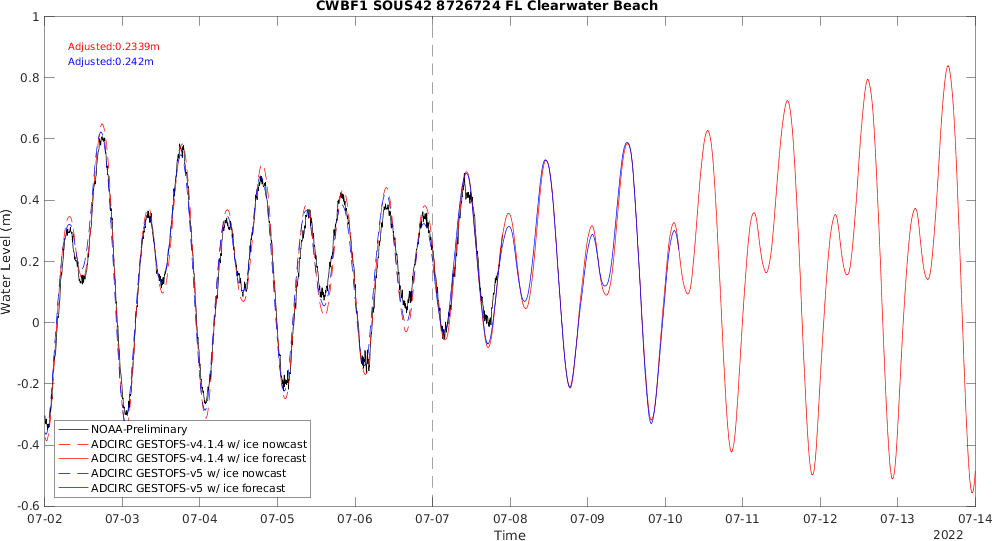 CWBF1 SOUS42 8726724 FL Clearwater Beach
1
Adjusted:0.2339m
Adjusted:0.242m
0.8
0.6
0.4
0.2
0
-0.2
-0.4
-0.6
Water Level (m)
NOAA-Preliminary
ADCIRC GESTOFS-v4.1.4 w/ ice nowcast
ADCIRC GESTOFS-v4.1.4 w/ ice forecast
ADCIRC GESTOFS-v5 w/ ice nowcast
ADCIRC GESTOFS-v5 w/ ice forecast
07-02 07-03 07-04 07-05 07-06 07-07 07-08 07-09 07-10 07-11 07-12 07-13 07-14
Time
2022